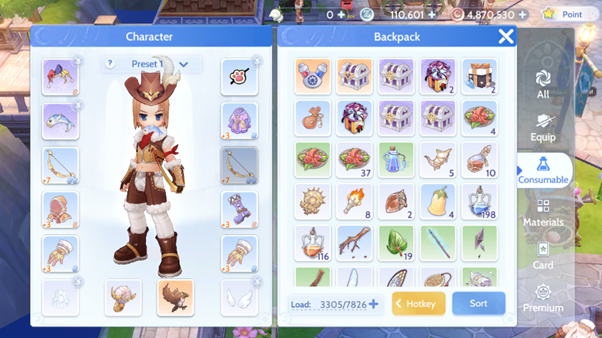 0 +
110,601 +
4,870,530 +
Point
Character
Backpack
?
Preset 1
2
2
+3
4
+7
+7
37
5
10
+3
+3
8
2
4
198
+3
+3
116
19
Load: 3305/7826 +
Hotkey
Sort
All
Equip
Consumable
Materials
Card
Premium